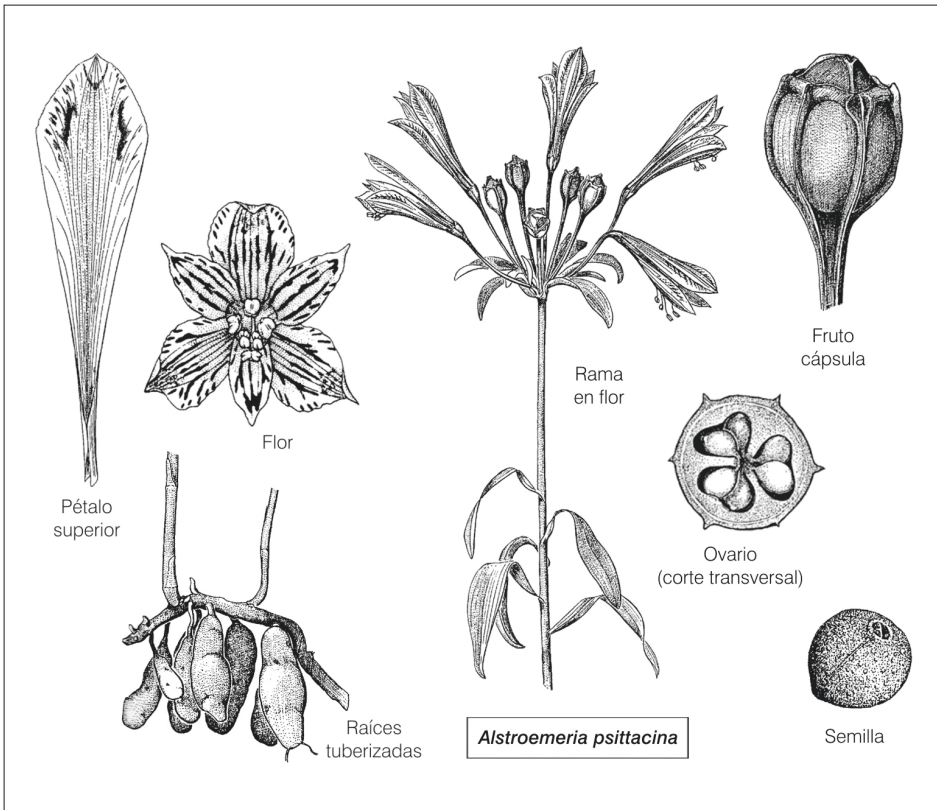 Pétalo
superior
Flor
Rama
en flor
Fruto
cápsula
Ovario
(corte transversal)
Raíces
tuberizadas
Alstroemeria psittacina
Semilla